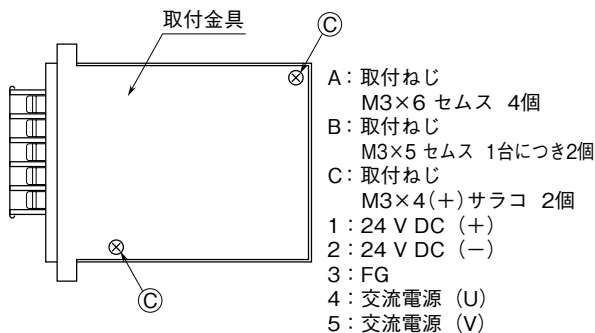 取付金具
Ⓒ
A:取付ねじ
M3×6 セムス 4個
B:取付ねじ
M3×5 セムス 1台につき2個
C:取付ねじ
M3×4(+)サラコ 2個
1:24 V DC(+)
2:24 V DC(−)
3:FG
4:交流電源(U)
5:交流電源(V)
Ⓒ